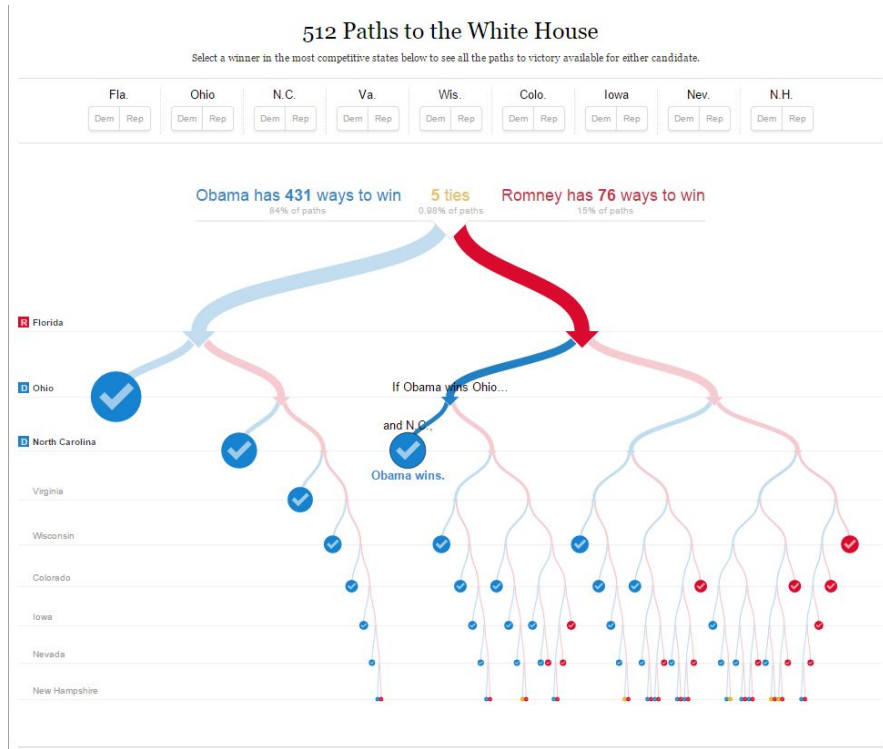 512 Paths to the White House
Select a winner in the most competitive states below to see all the paths to victory available for either candidate.
Fla. Ohio N.C. Va. Wis. Colo. Iowa Nev. N.H.
Dem Rep Dem Rep Dem Rep Dem Rep Dem Rep Dem Rep Dem Rep Dem Rep Dem Rep
Obama has 431 ways to win 5 ties Romney has 76 ways to win
84% of paths 0.98% of paths 15% of paths
R Florida
D Ohio
If Obama wins Ohio...
and N.C.,
D North Carolina
Obama wins.
Virginia
Wisconsin
Colorado
Iowa
Nevada
New Hampshire